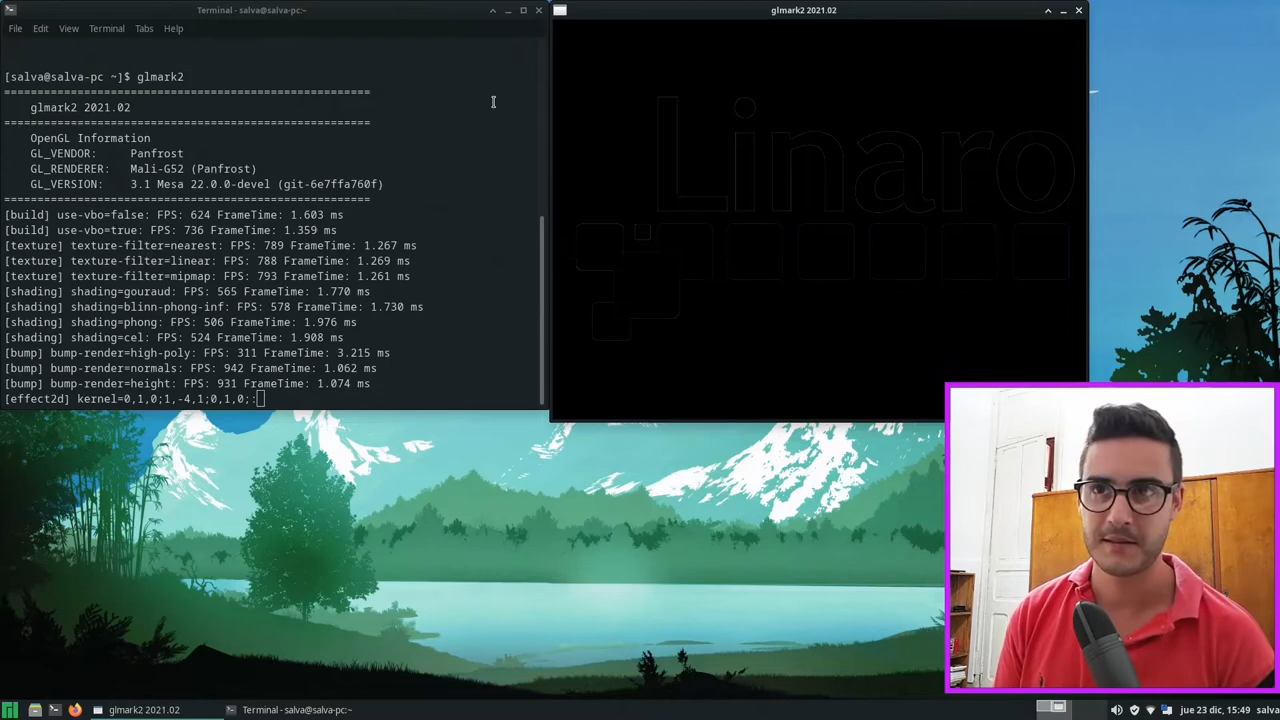 Terminal - salva@salva-pc:~
File Edit View Terminal Tabs Help
[salva@salva-pc ~]$ glmark2
=======================================================
glmark2 2021.02
=======================================================
OpenGL Information
GL_VENDOR: Panfrost
GL_RENDERER: Mali-G52 (Panfrost)
GL_VERSION: 3.1 Mesa 22.0.0-devel (git-6e7ffa760f)
=======================================================
[build] use-vbo=false: FPS: 624 FrameTime: 1.603 ms
[build] use-vbo=true: FPS: 736 FrameTime: 1.359 ms
[texture] texture-filter=nearest: FPS: 789 FrameTime: 1.267 ms
[texture] texture-filter=linear: FPS: 788 FrameTime: 1.269 ms
[texture] texture-filter=mipmap: FPS: 793 FrameTime: 1.261 ms
[shading] shading=gouraud: FPS: 565 FrameTime: 1.770 ms
[shading] shading=blinn-phong-inf: FPS: 578 FrameTime: 1.730 ms
[shading] shading=phong: FPS: 506 FrameTime: 1.976 ms
[shading] shading=cel: FPS: 524 FrameTime: 1.908 ms
[bump] bump-render=high-poly: FPS: 311 FrameTime: 3.215 ms
[bump] bump-render=normals: FPS: 942 FrameTime: 1.062 ms
[bump] bump-render=height: FPS: 931 FrameTime: 1.074 ms
[effect2d] kernel=0,1,0;1,-4,1;0,1,0;:
glmark2 2021.02
Linaro
glmark2 2021.02
Terminal - salva@salva-pc:~
jue 23 dic, 15:49 salva